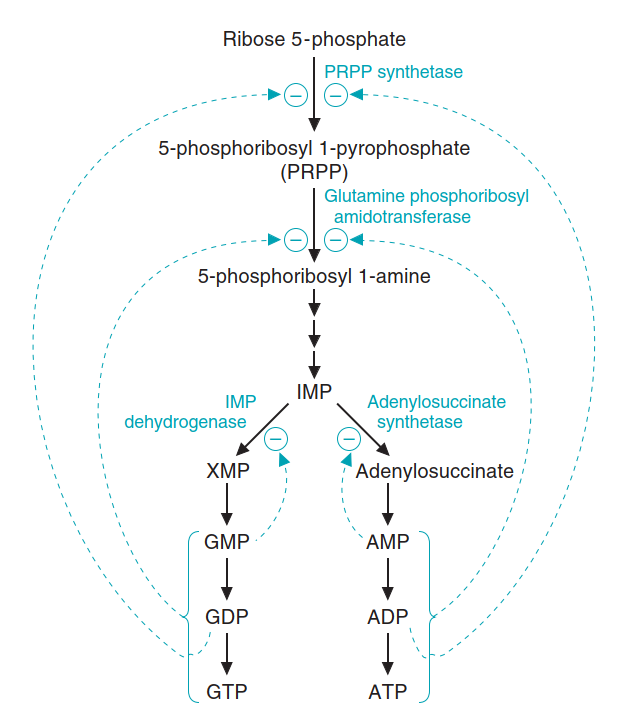 Ribose 5-phosphate
PRPP synthetase
− −
5-phosphoribosyl 1-pyrophosphate
(PRPP)
Glutamine phosphoribosyl
amidotransferase
− −
5-phosphoribosyl 1-amine
IMP
IMP
dehydrogenase
Adenylosuccinate
synthetase
− −
XMP
Adenylosuccinate
GMP
AMP
GDP
ADP
GTP
ATP